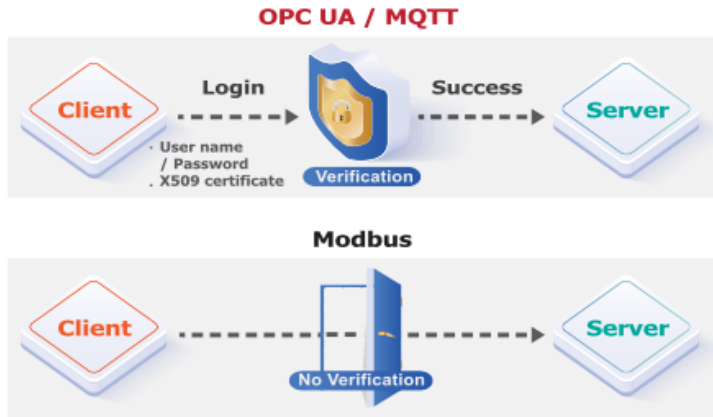 OPC UA / MQTT
Client
Login
Success
Server
· User name
/ Password
. X509 certificate
Verification
Modbus
Client
Server
No Verification